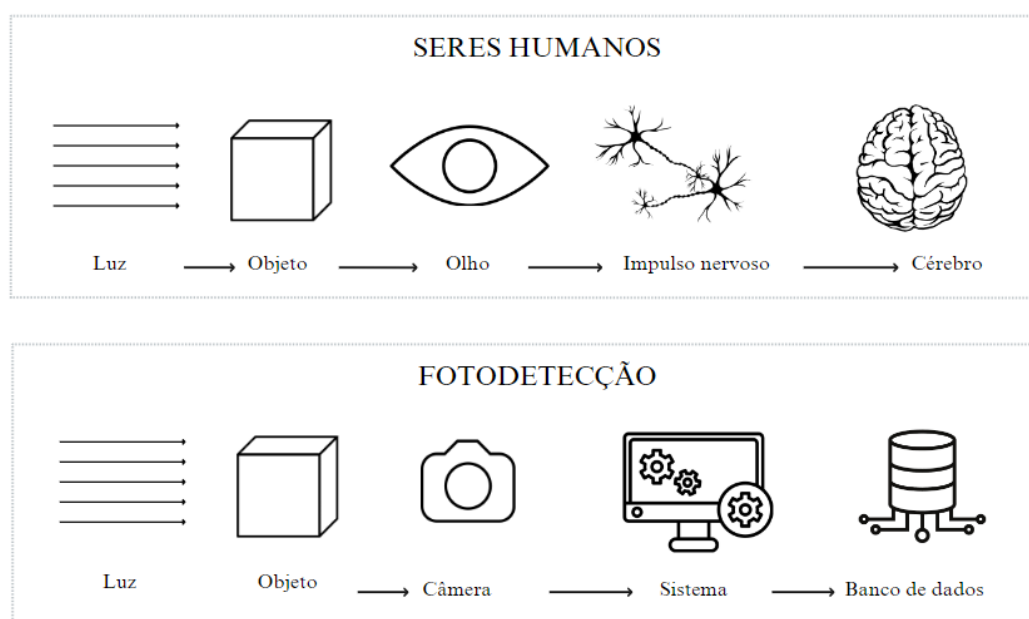 SERES HUMANOS
Luz Objeto Olho Impulso nervoso Cérebro
FOTODETECÇÃO
Luz Objeto Câmera Sistema Banco de dados